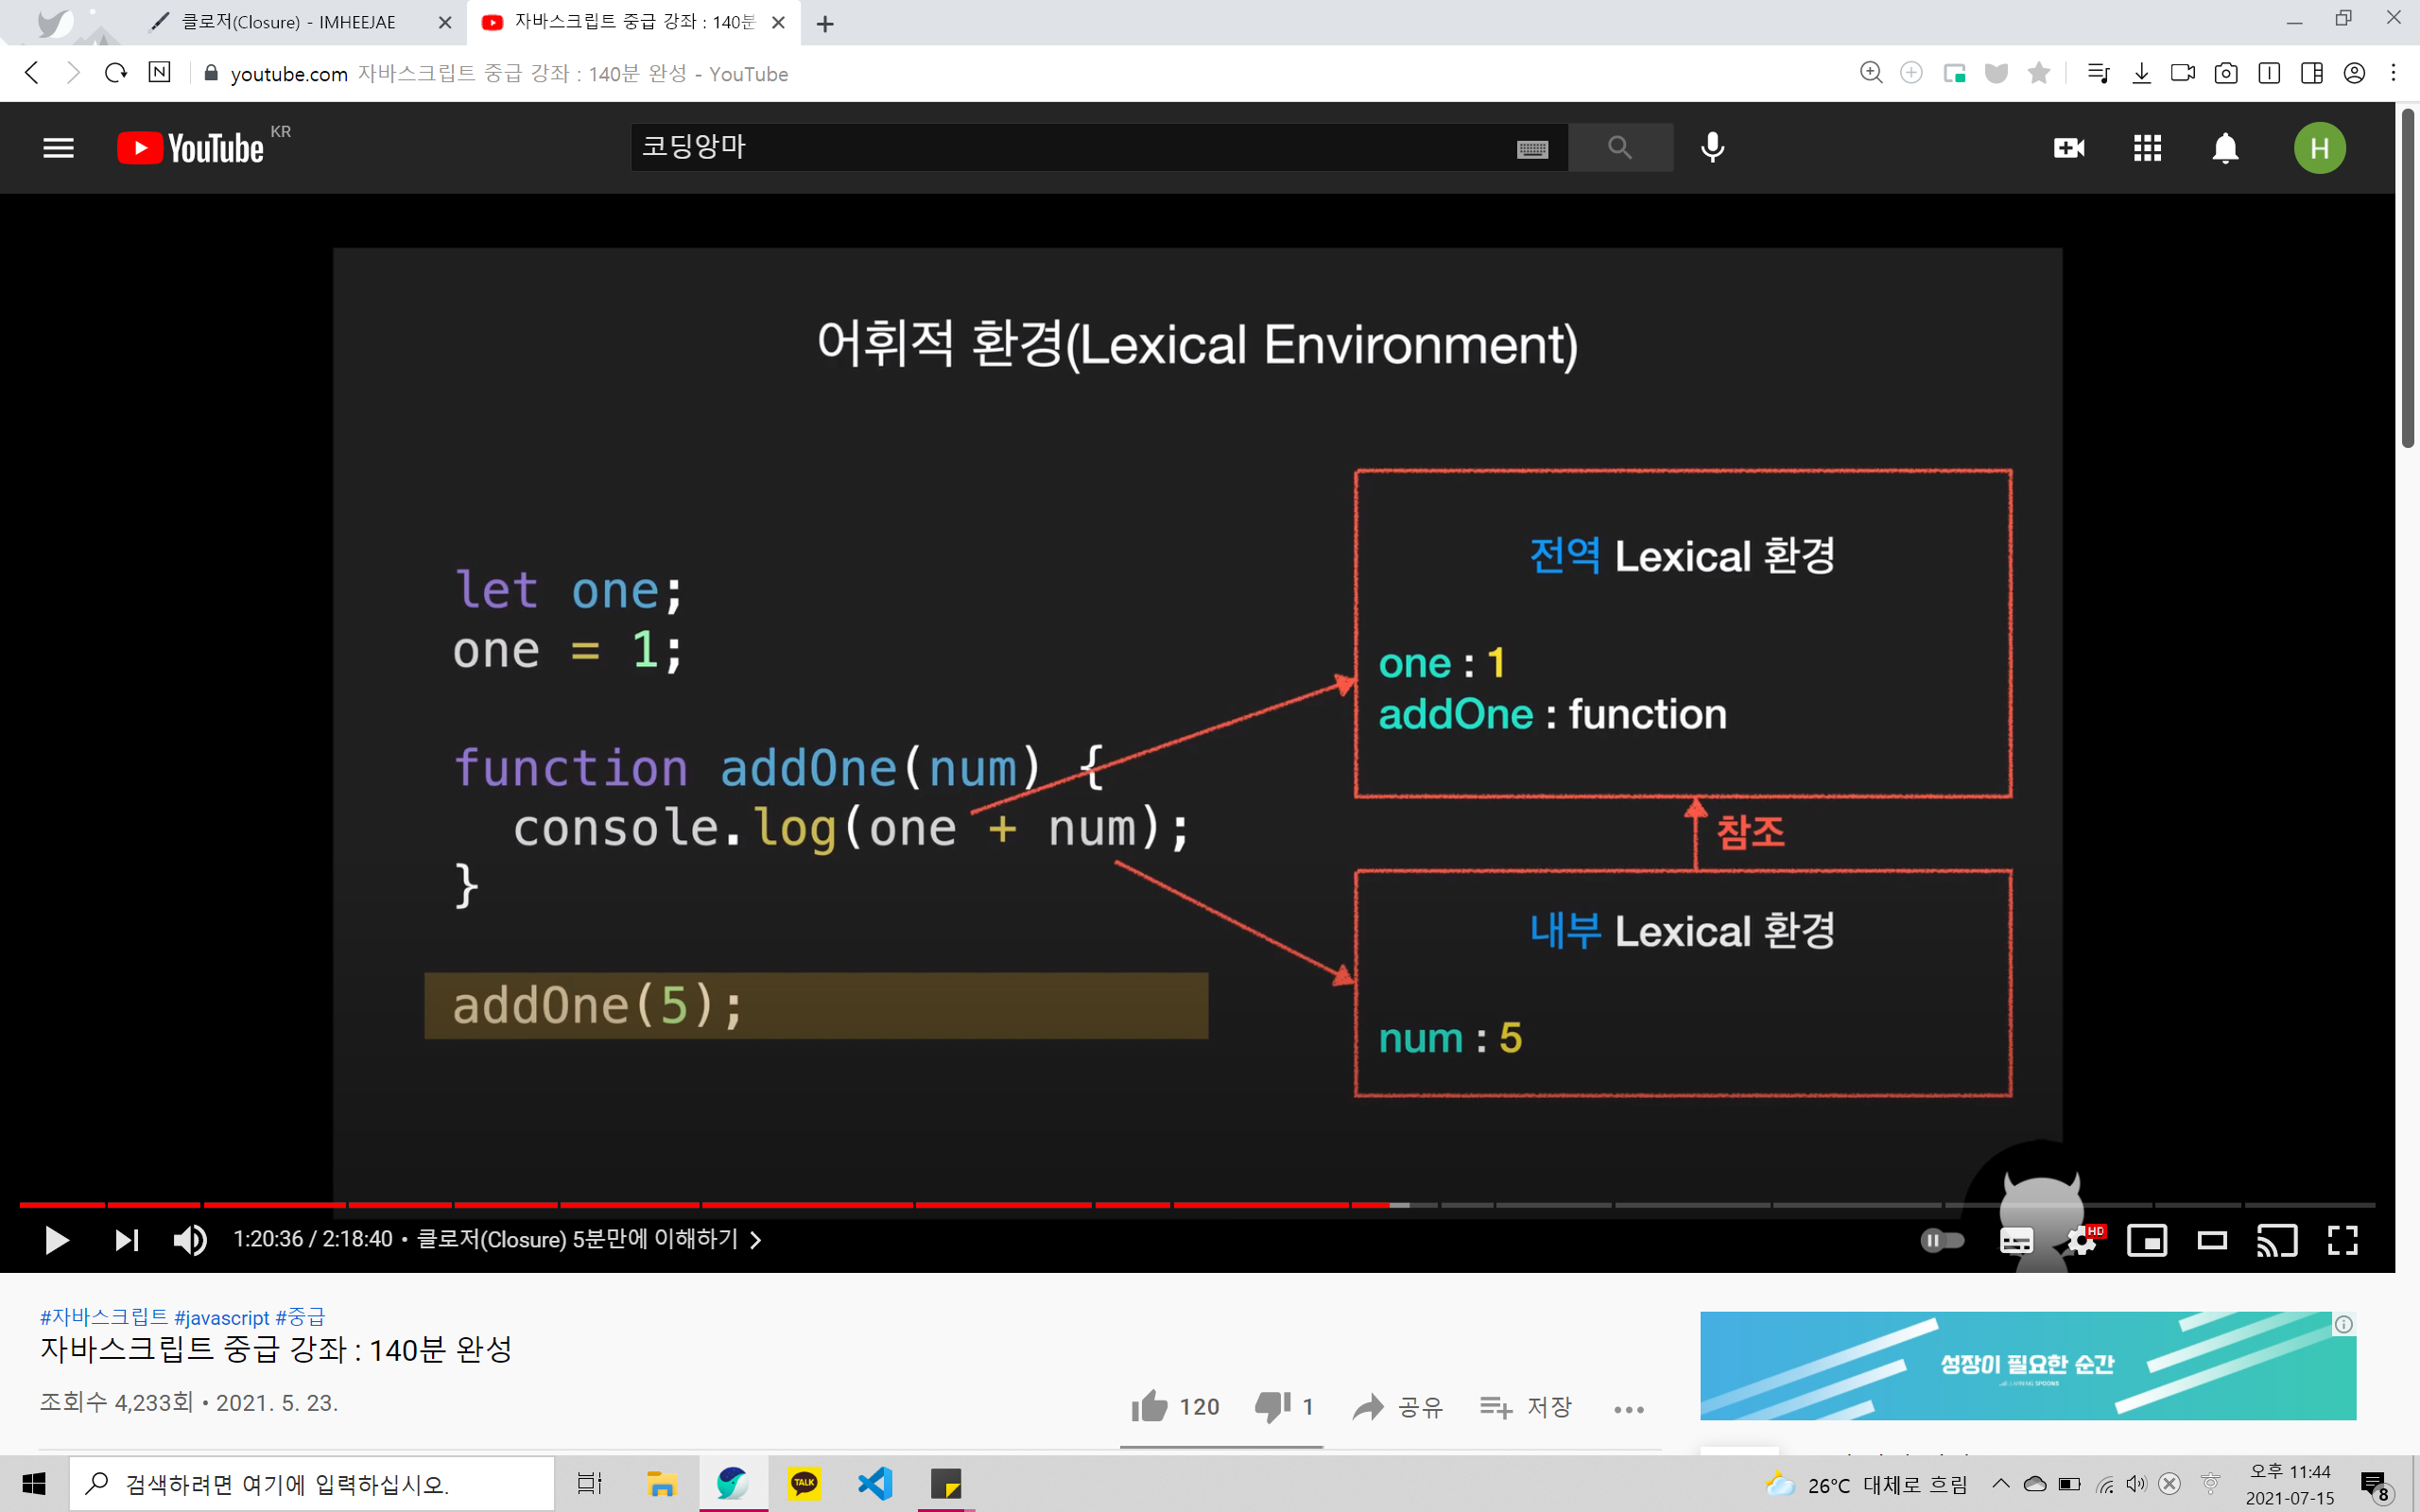 클로저(Closure) - IMHEEJAE
자바스크립트 중급 강좌 : 140분
youtube.com 자바스크립트 중급 강좌 : 140분 완성 - YouTube
YouTube KR
코딩앙마
H
어휘적 환경(Lexical Environment)
let one;
one = 1;
function addOne(num) {
console.log(one + num);
}
addOne(5);
전역 Lexical 환경
one : 1
addOne : function
참조
내부 Lexical 환경
num : 5
1:20:36 / 2:18:40 • 클로저(Closure) 5분만에 이해하기
HD
#자바스크립트 #javascript #중급
자바스크립트 중급 강좌 : 140분 완성
조회수 4,233회 • 2021. 5. 23.
120
1
공유
저장
성장이 필요한 순간
검색하려면 여기에 입력하십시오.
TALK
26°C 대체로 흐림
오후 11:44
2021-07-15
8